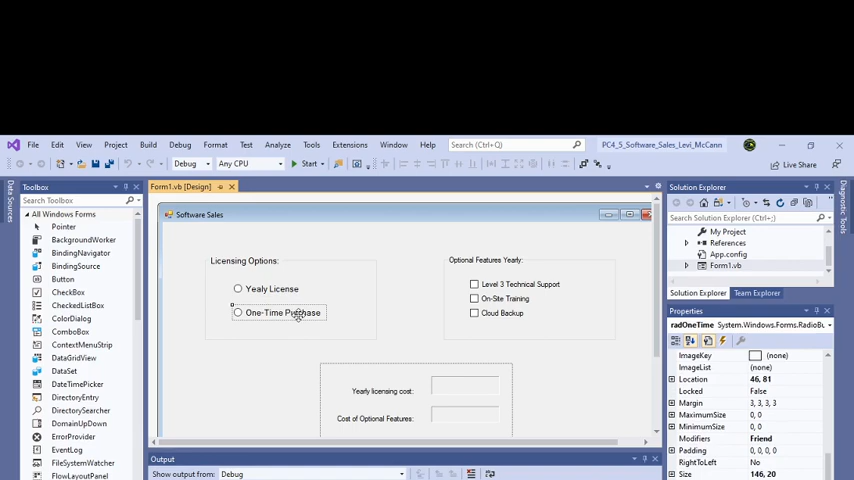 File Edit View Project Build Debug Format Test Analyze Tools Extensions Window Help Search (Ctrl+Q) PC4_5_Software_Sales_Levi_McCann
Debug Any CPU Start Live Share
Data Sources
Toolbox
Search Toolbox
All Windows Forms
Pointer
BackgroundWorker
BindingNavigator
BindingSource
Button
CheckBox
CheckedListBox
ColorDialog
ComboBox
ContextMenuStrip
DataGridView
DataSet
DateTimePicker
DirectoryEntry
DirectorySearcher
DomainUpDown
ErrorProvider
EventLog
FileSystemWatcher
FlowLayoutPanel
Form1.vb [Design]
Software Sales
Licensing Options:
Yealy License
One-Time Purchase
Optional Features Yearly:
Level 3 Technical Support
On-Site Training
Cloud Backup
Yearly licensing cost:
Cost of Optional Features:
Output
Show output from: Debug
Solution Explorer
Search Solution Explorer (Ctrl+;)
My Project
References
App.config
Form1.vb
Solution Explorer Team Explorer
Properties
radOneTime System.Windows.Forms.RadioBu
ImageKey (none)
ImageList (none)
Location 46, 81
Locked False
Margin 3, 3, 3, 3
MaximumSize 0, 0
MinimumSize 0, 0
Modifiers Friend
Padding 0, 0, 0, 0
RightToLeft No
Size 146, 20
Diagnostic Tools